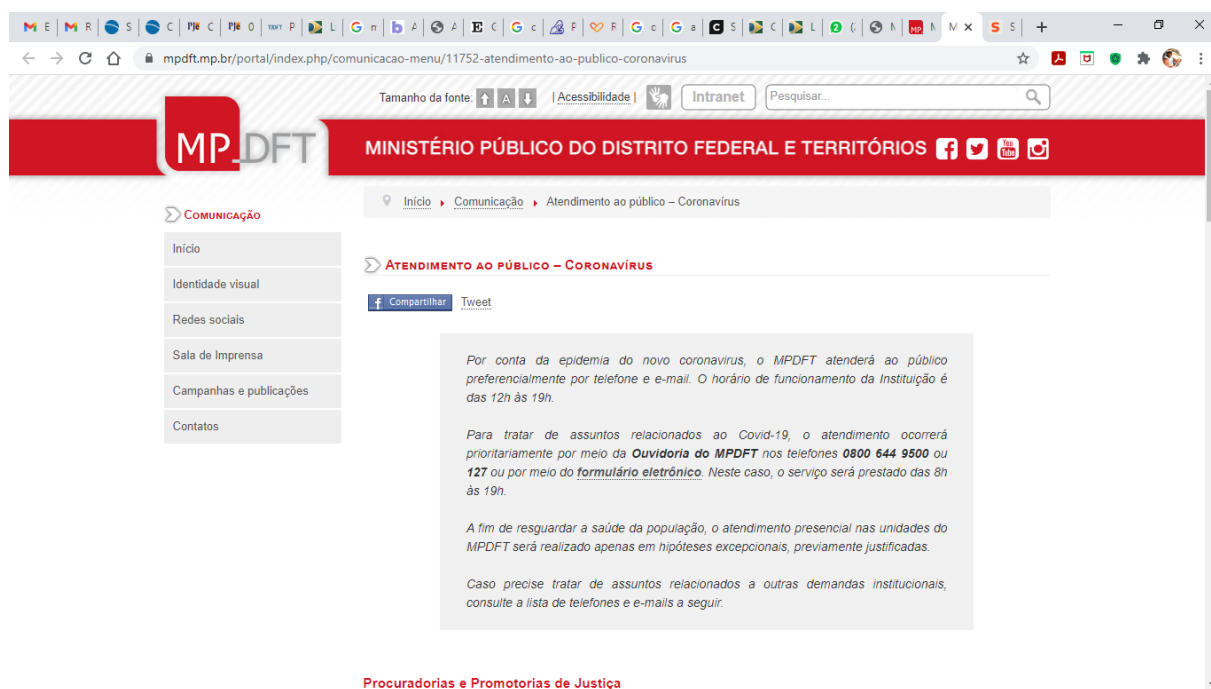 M E M R S C PJe C PJe O TJDFT P L G n b A A E C G c P R G c G a C S C L 2 ( N MP N M × S S +
mpdft.mp.br/portal/index.php/comunicacao-menu/11752-atendimento-ao-publico-coronavirus
Tamanho da fonte: A | Acessibilidade | Intranet Pesquisar...
MPDFT
MINISTÉRIO PÚBLICO DO DISTRITO FEDERAL E TERRITÓRIOS
Início Comunicação Atendimento ao público – Coronavírus
Comunicação
Início
Identidade visual
Redes sociais
Sala de Imprensa
Campanhas e publicações
Contatos
Atendimento ao público – Coronavírus
Compartilhar Tweet
Por conta da epidemia do novo coronavirus, o MPDFT atenderá ao público
preferencialmente por telefone e e-mail. O horário de funcionamento da Instituição é
das 12h às 19h.
Para tratar de assuntos relacionados ao Covid-19, o atendimento ocorrerá
prioritariamente por meio da Ouvidoria do MPDFT nos telefones 0800 644 9500 ou
127 ou por meio do formulário eletrônico. Neste caso, o serviço será prestado das 8h
às 19h.
A fim de resguardar a saúde da população, o atendimento presencial nas unidades do
MPDFT será realizado apenas em hipóteses excepcionais, previamente justificadas.
Caso precise tratar de assuntos relacionados a outras demandas institucionais,
consulte a lista de telefones e e-mails a seguir.
Procuradorias e Promotorias de Justiça